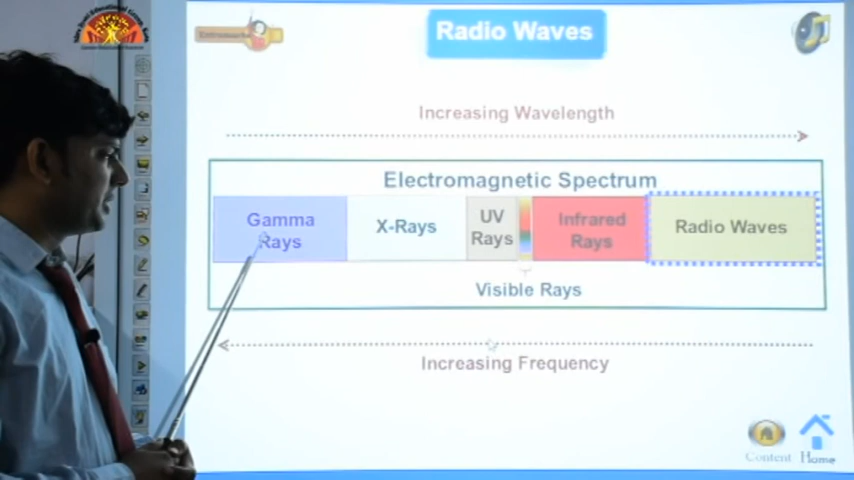 Radio Waves
Increasing Wavelength
Electromagnetic Spectrum
Gamma
Rays
X-Rays
UV
Rays
Infrared
Rays
Radio Waves
Visible Rays
Increasing Frequency
Content
Home